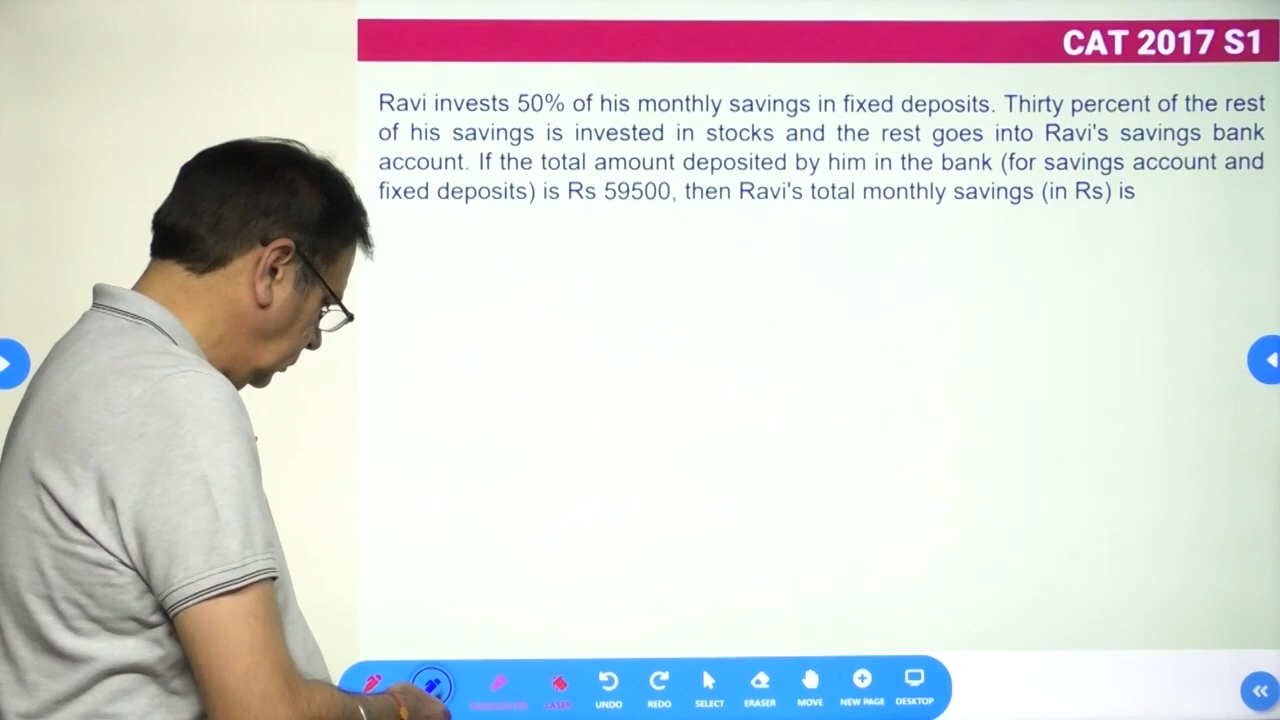 CAT 2017 S1
Ravi invests 50% of his monthly savings in fixed deposits. Thirty percent of the rest
of his savings is invested in stocks and the rest goes into Ravi's savings bank
account. If the total amount deposited by him in the bank (for savings account and
fixed deposits) is Rs 59500, then Ravi's total monthly savings (in Rs) is
LASER UNDO REDO SELECT ERASER MOVE NEW PAGE DESKTOP